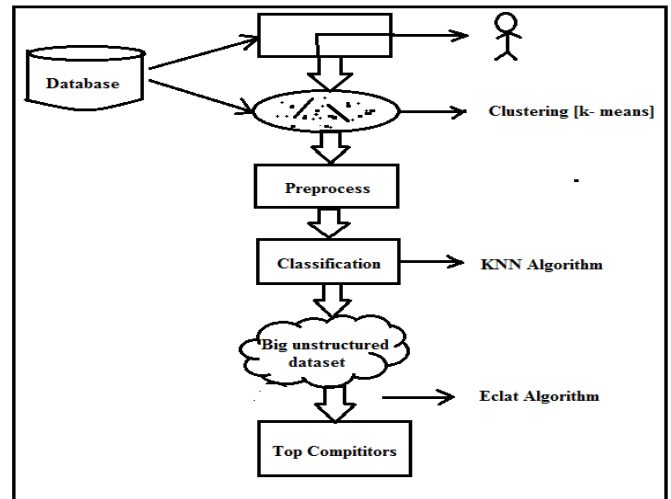 Database
Clustering [k- means]
Preprocess
Classification
KNN Algorithm
Big unstructured
dataset
Eclat Algorithm
Top Compititors